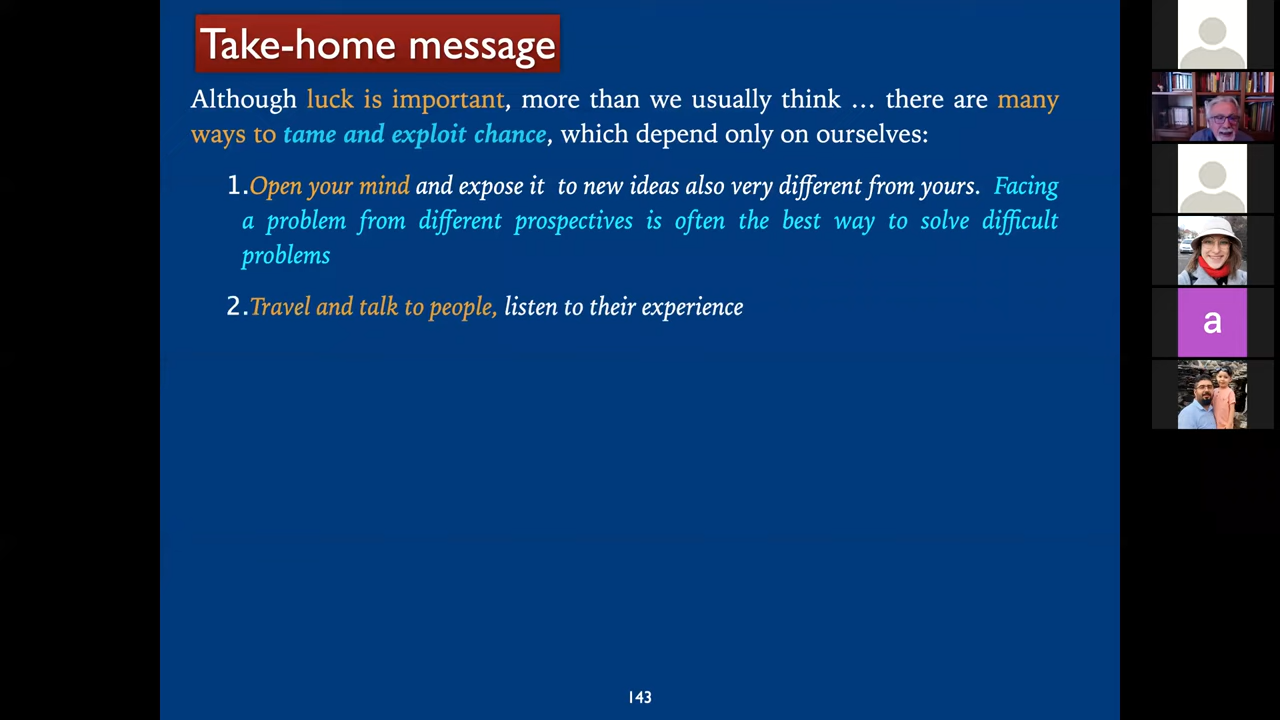 Take-home message
Although luck is important, more than we usually think … there are many
ways to tame and exploit chance, which depend only on ourselves:
1.Open your mind and expose it to new ideas also very different from yours. Facing
a problem from different prospectives is often the best way to solve difficult
problems
2.Travel and talk to people, listen to their experience
a
143